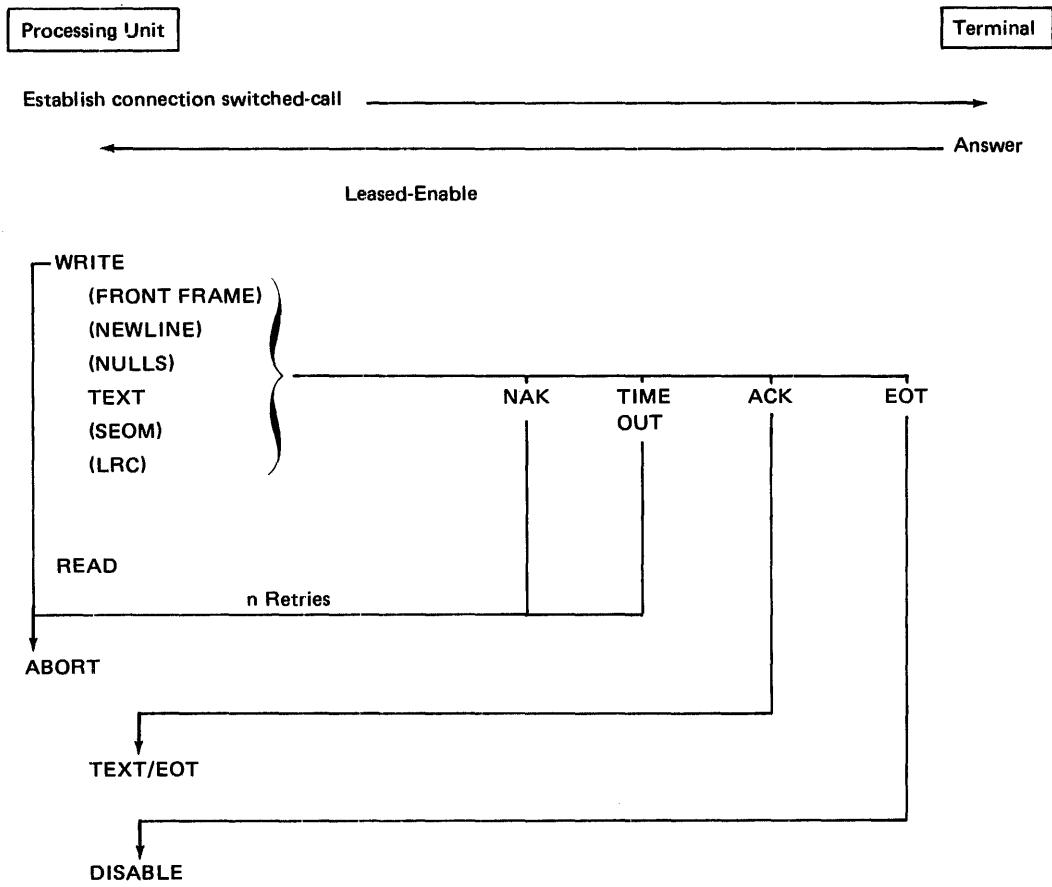 Processing Unit
Terminal
Establish connection switched-call
Answer
Leased-Enable
WRITE
(FRONT FRAME)
(NEWLINE)
(NULLS)
TEXT
(SEOM)
(LRC)
NAK
TIME
OUT
ACK
EOT
READ
n Retries
ABORT
TEXT/EOT
DISABLE